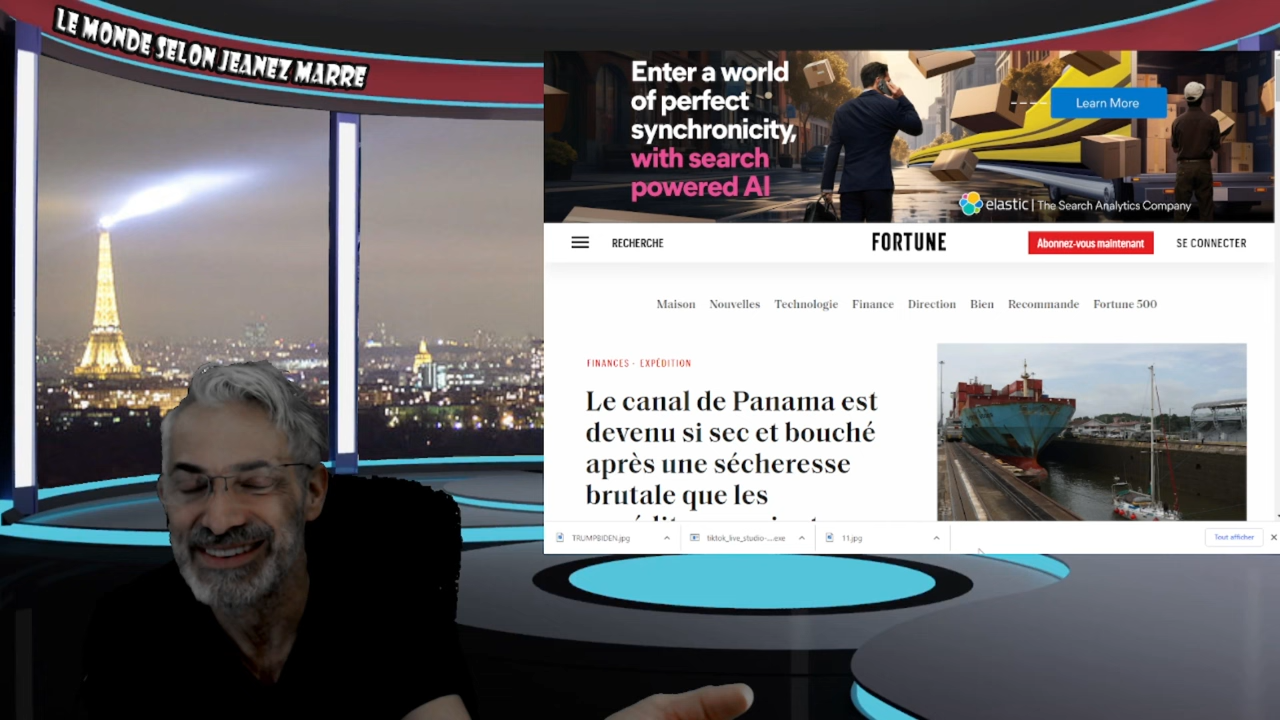 LE MONDE SELON JEANEZ MARRE
Enter a world
of perfect
synchronicity,
with search
powered AI
Learn More
elastic | The Search Analytics Company
RECHERCHE
FORTUNE
Abonnez-vous maintenant
SE CONNECTER
Maison Nouvelles Technologie Finance Direction Bien Recommande Fortune 500
FINANCES · EXPÉDITION
Le canal de Panama est
devenu si sec et bouché
après une sécheresse
brutale que les
TRUMPBIDEN.jpg
tiktok_live_studio-...exe
11.jpg
Tout afficher